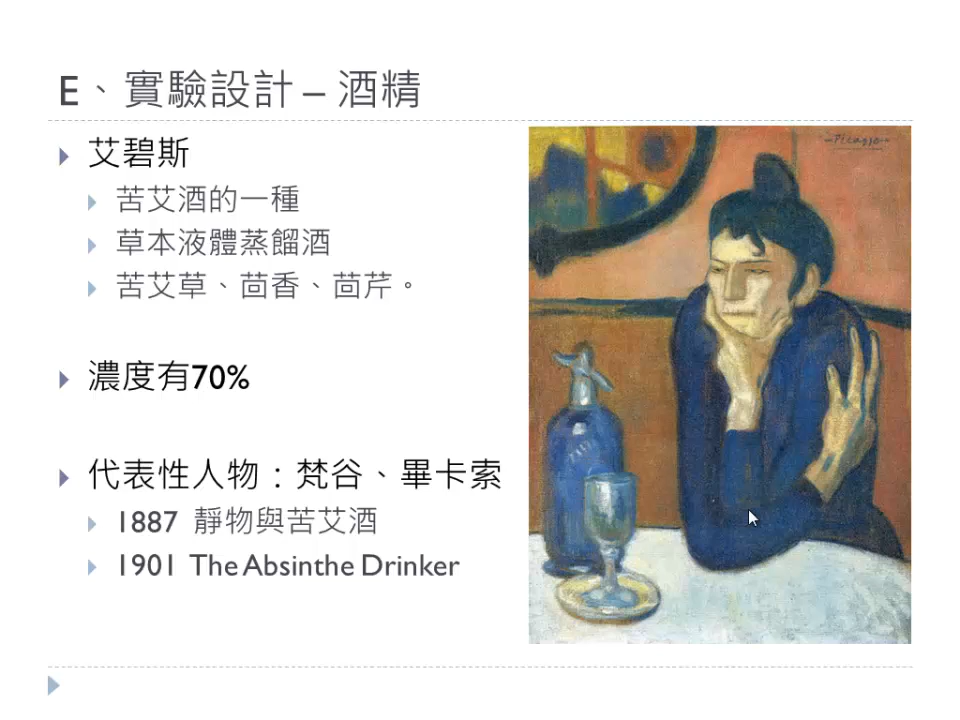 E、實驗設計 – 酒精
艾碧斯
苦艾酒的一種
草本液體蒸餾酒
苦艾草、茴香、茴芹。
濃度有70%
代表性人物：梵谷、畢卡索
1887 靜物與苦艾酒
1901 The Absinthe Drinker
-Picasso-